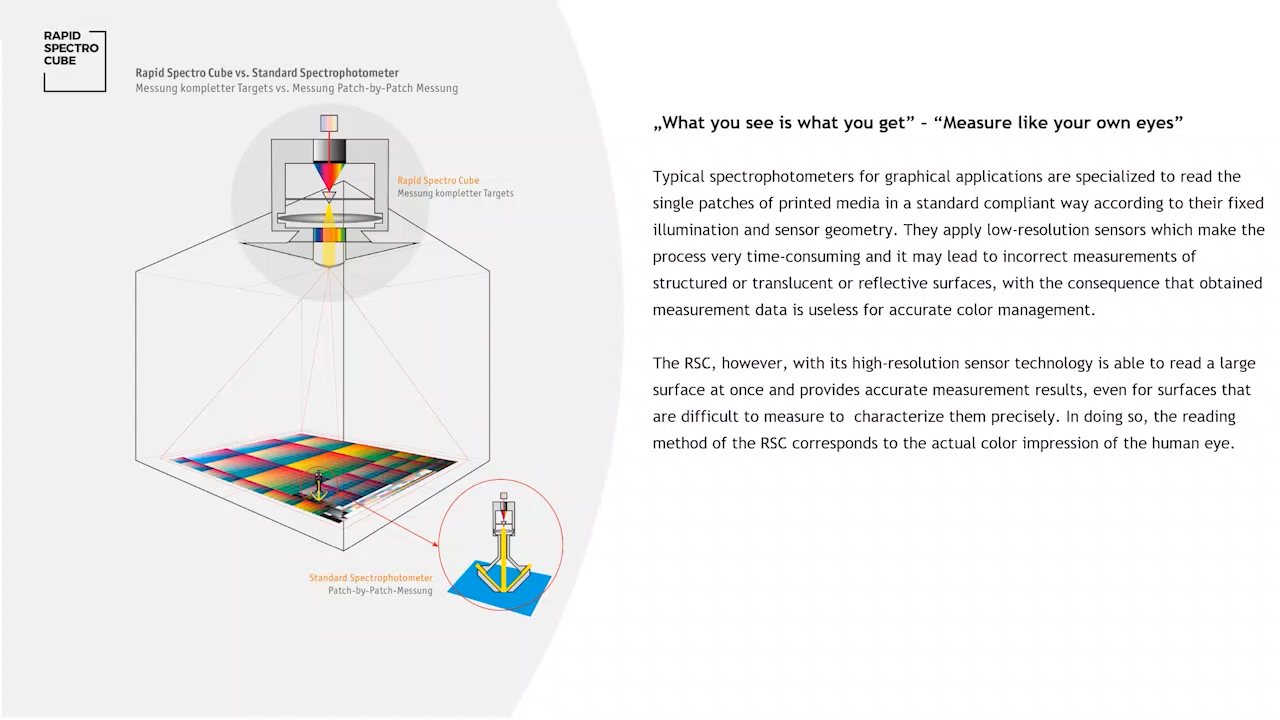 RAPID
SPECTRO
CUBE
Rapid Spectro Cube vs. Standard Spectrophotometer
Messung kompletter Targets vs. Messung Patch-by-Patch Messung
Rapid Spectro Cube
Messung kompletter Targets
Standard Spectrophotometer
Patch-by-Patch-Messung
„What you see is what you get” – “Measure like your own eyes”
Typical spectrophotometers for graphical applications are specialized to read the
single patches of printed media in a standard compliant way according to their fixed
illumination and sensor geometry. They apply low-resolution sensors which make the
process very time-consuming and it may lead to incorrect measurements of
structured or translucent or reflective surfaces, with the consequence that obtained
measurement data is useless for accurate color management.
The RSC, however, with its high-resolution sensor technology is able to read a large
surface at once and provides accurate measurement results, even for surfaces that
are difficult to measure to  characterize them precisely. In doing so, the reading
method of the RSC corresponds to the actual color impression of the human eye.